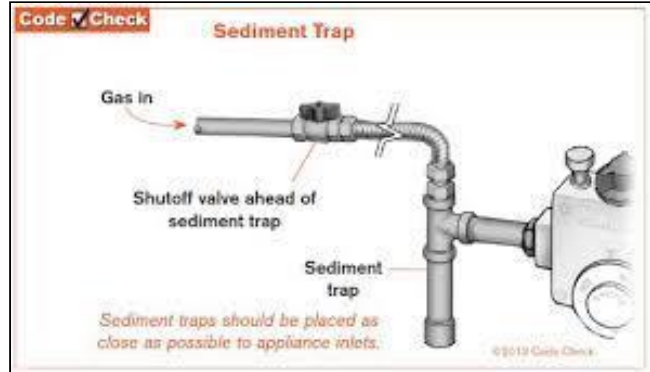 Code Check
Sediment Trap
Gas in
Shutoff valve ahead of
sediment trap
Sediment
trap
Sediment traps should be placed as
close as possible to appliance inlets.
©2012 Code Check